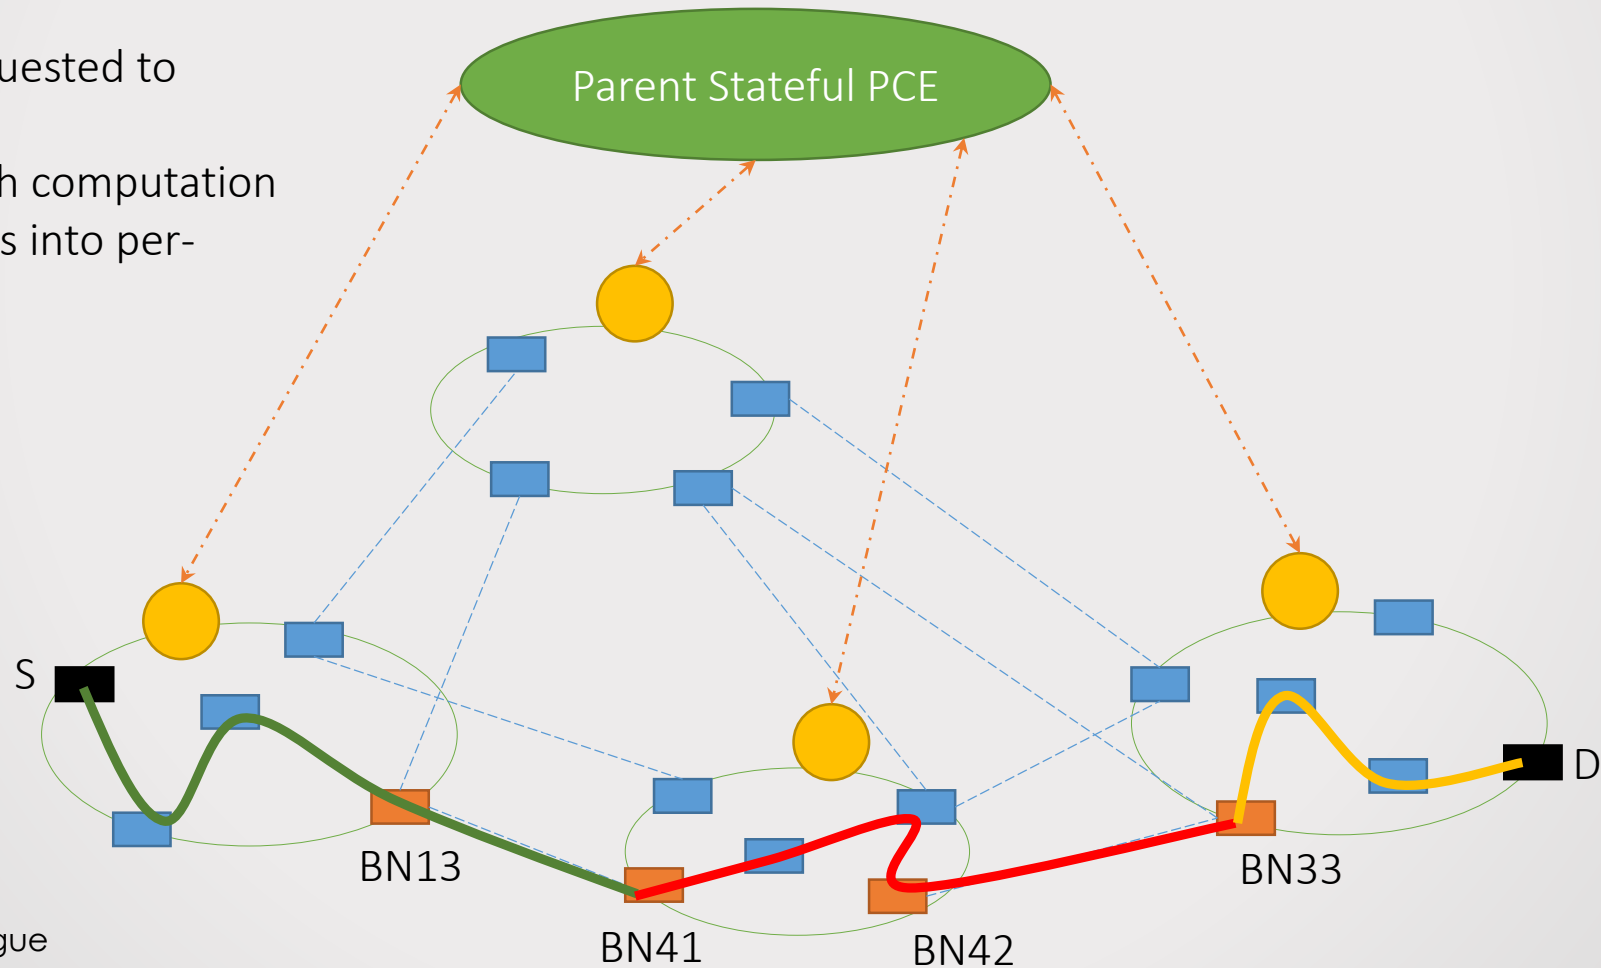 uested to
h computation
s into per-
Parent Stateful PCE
S
D
BN13
BN33
BN41
BN42
gue